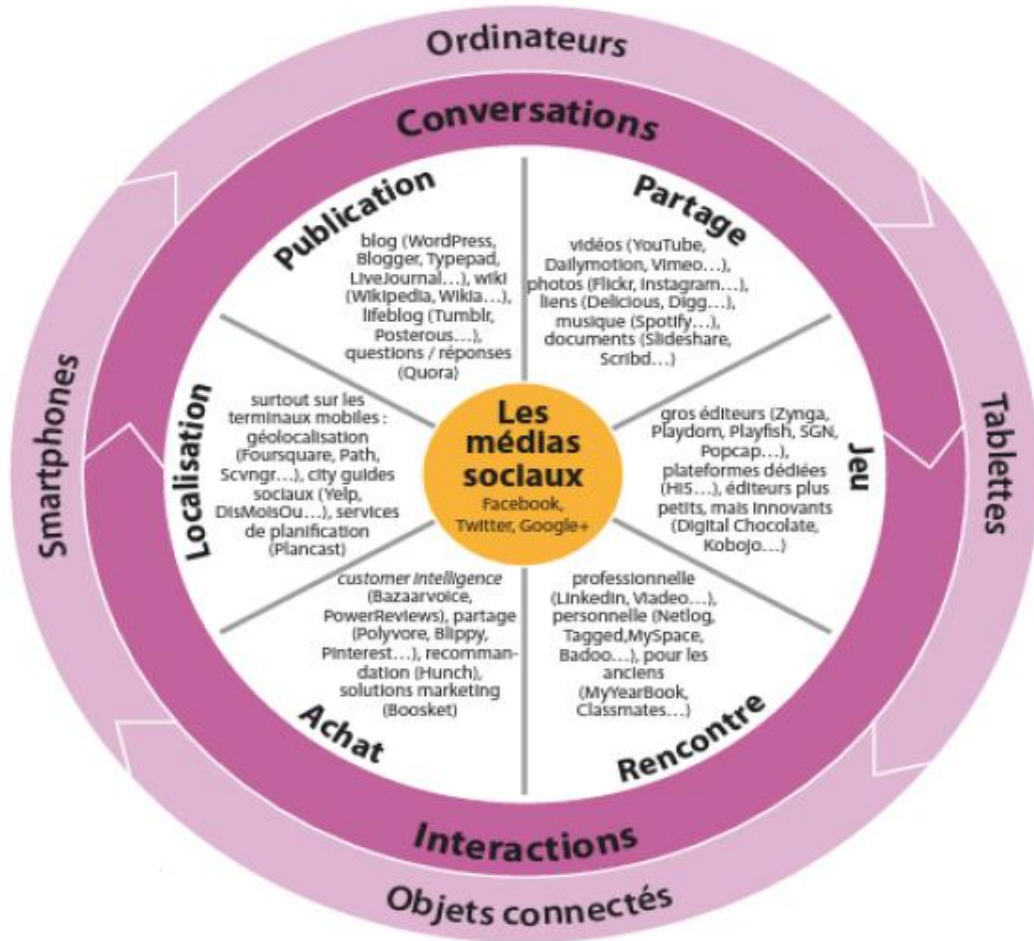 Ordinateurs
Conversations
Publication
blog (WordPress,
Blogger, Typepad,
LiveJournal…), wiki
(Wikipedia, Wikia…),
lifeblog (Tumblr,
Posterous…),
questions / réponses
(Quora)
Partage
vidéos (YouTube,
Dailymotion, Vimeo…),
photos (Flickr, Instagram…),
liens (Delicious, Digg…),
musique (Spotify…),
documents (Slideshare,
Scribd…)
Smartphones
Localisation
surtout sur les
terminaux mobiles :
géolocalisation
(Foursquare, Path,
Scvngr…), city guides
sociaux (Yelp,
DisMoisOu…), services
de planification
(Plancast)
Les
médias
sociaux
Facebook,
Twitter, Google+
gros éditeurs (Zynga,
Playdom, Playfish, SGN,
Popcap…),
plateformes dédiées
(Hi5…), éditeurs plus
petits, mais innovants
(Digital Chocolate,
Kobojo…)
Jeu
Tablettes
customer intelligence
(Bazaarvoice,
PowerReviews), partage
(Polyvore, Blippy,
Pinterest…), recomman-
dation (Hunch),
solutions marketing
(Boosket)
Achat
professionnelle
(LinkedIn, Viadeo…),
personnelle (Netlog,
Tagged,MySpace,
Badoo…), pour les
anciens
(MyYearBook,
Classmates…)
Rencontre
Interactions
Objets connectés